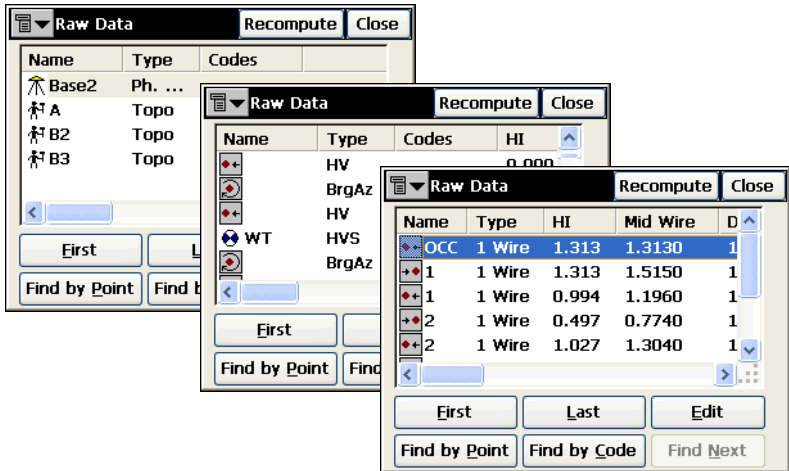 Raw Data Recompute Close
Name Type Codes
Base2 Ph. ...
A Topo
B2 Topo
B3 Topo
First
Find by Point
Raw Data Recompute Close
Name Type Codes HI
HV 0.000
BrgAz
HV
WT HVS
BrgAz
First
Find by Point
Raw Data Recompute Close
Name Type HI Mid Wire
OCC 1 Wire 1.313 1.3130
1 1 Wire 1.313 1.5150
1 1 Wire 0.994 1.1960
2 1 Wire 0.497 0.7740
2 1 Wire 1.027 1.3040
First Last Edit
Find by Point Find by Code Find Next